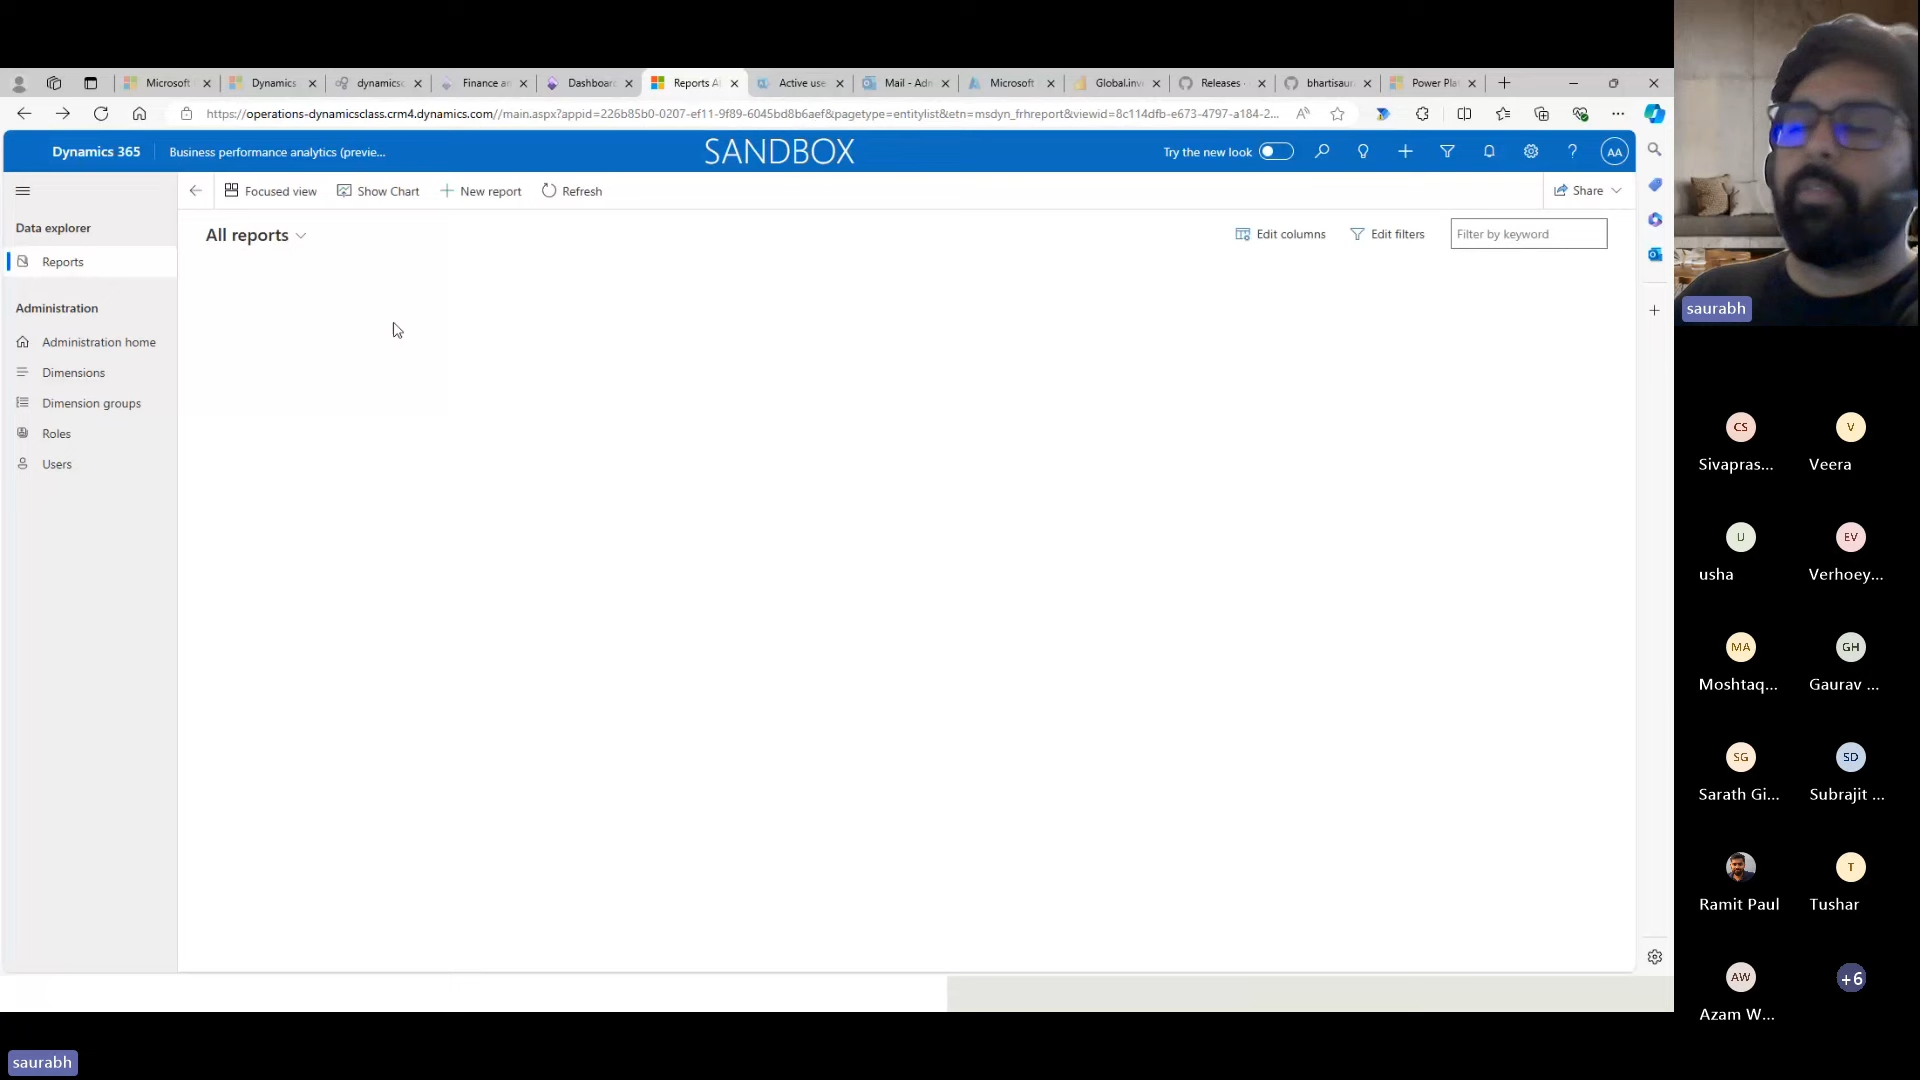 Microsoft
Dynamics
dynamics
Finance an
Dashboard
Reports A
Active use
Mail - Adm
Microsoft
Global.inv
Releases
bhartisaur
Power Plat
https://operations-dynamicsclass.crm4.dynamics.com//main.aspx?appid=226b85b0-0207-ef11-9f89-6045bd8b6aef&pagetype=entitylist&etn=msdyn_frhreport&viewid=8c114dfb-e673-4797-a184-2...
Dynamics 365
Business performance analytics (previe...
SANDBOX
Try the new look
AA
Focused view
Show Chart
New report
Refresh
Share
Data explorer
Reports
Administration
Administration home
Dimensions
Dimension groups
Roles
Users
All reports
Edit columns
Edit filters
Filter by keyword
saurabh
CS
Sivapras...
V
Veera
U
usha
EV
Verhoey...
MA
Moshtaq...
GH
Gaurav ...
SG
Sarath Gi...
SD
Subrajit ...
Ramit Paul
T
Tushar
AW
Azam W...
+6
saurabh